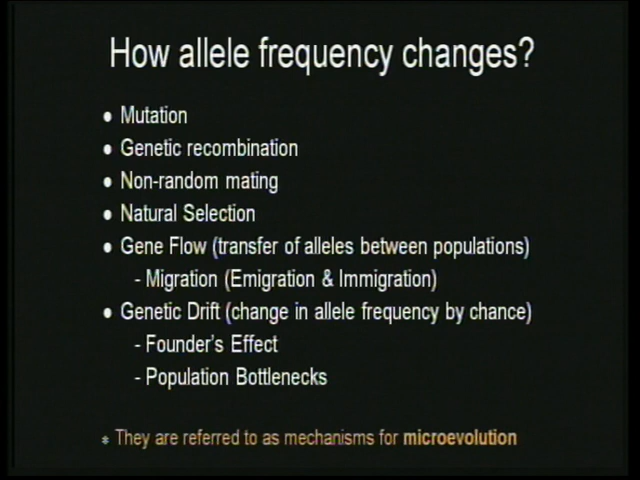 How allele frequency changes?
• Mutation
• Genetic recombination
• Non-random mating
• Natural Selection
• Gene Flow (transfer of alleles between populations)
- Migration (Emigration & Immigration)
• Genetic Drift (change in allele frequency by chance)
- Founder's Effect
- Population Bottlenecks
* They are referred to as mechanisms for microevolution